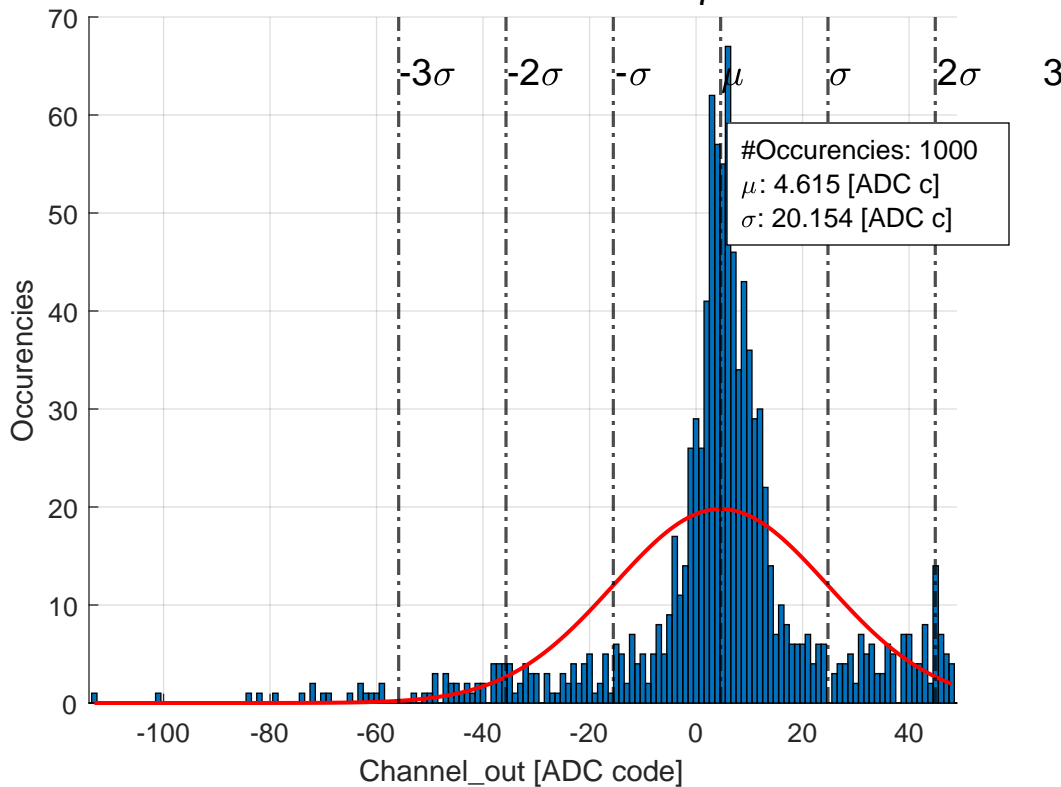 70
60
50
40
30
20
10
0
-3σ -2σ -σ μ σ 2σ 3
#Occurencies: 1000
μ: 4.615 [ADC c]
σ: 20.154 [ADC c]
Occurencies
-100 -80 -60 -40 -20 0 20 40
Channel_out [ADC code]